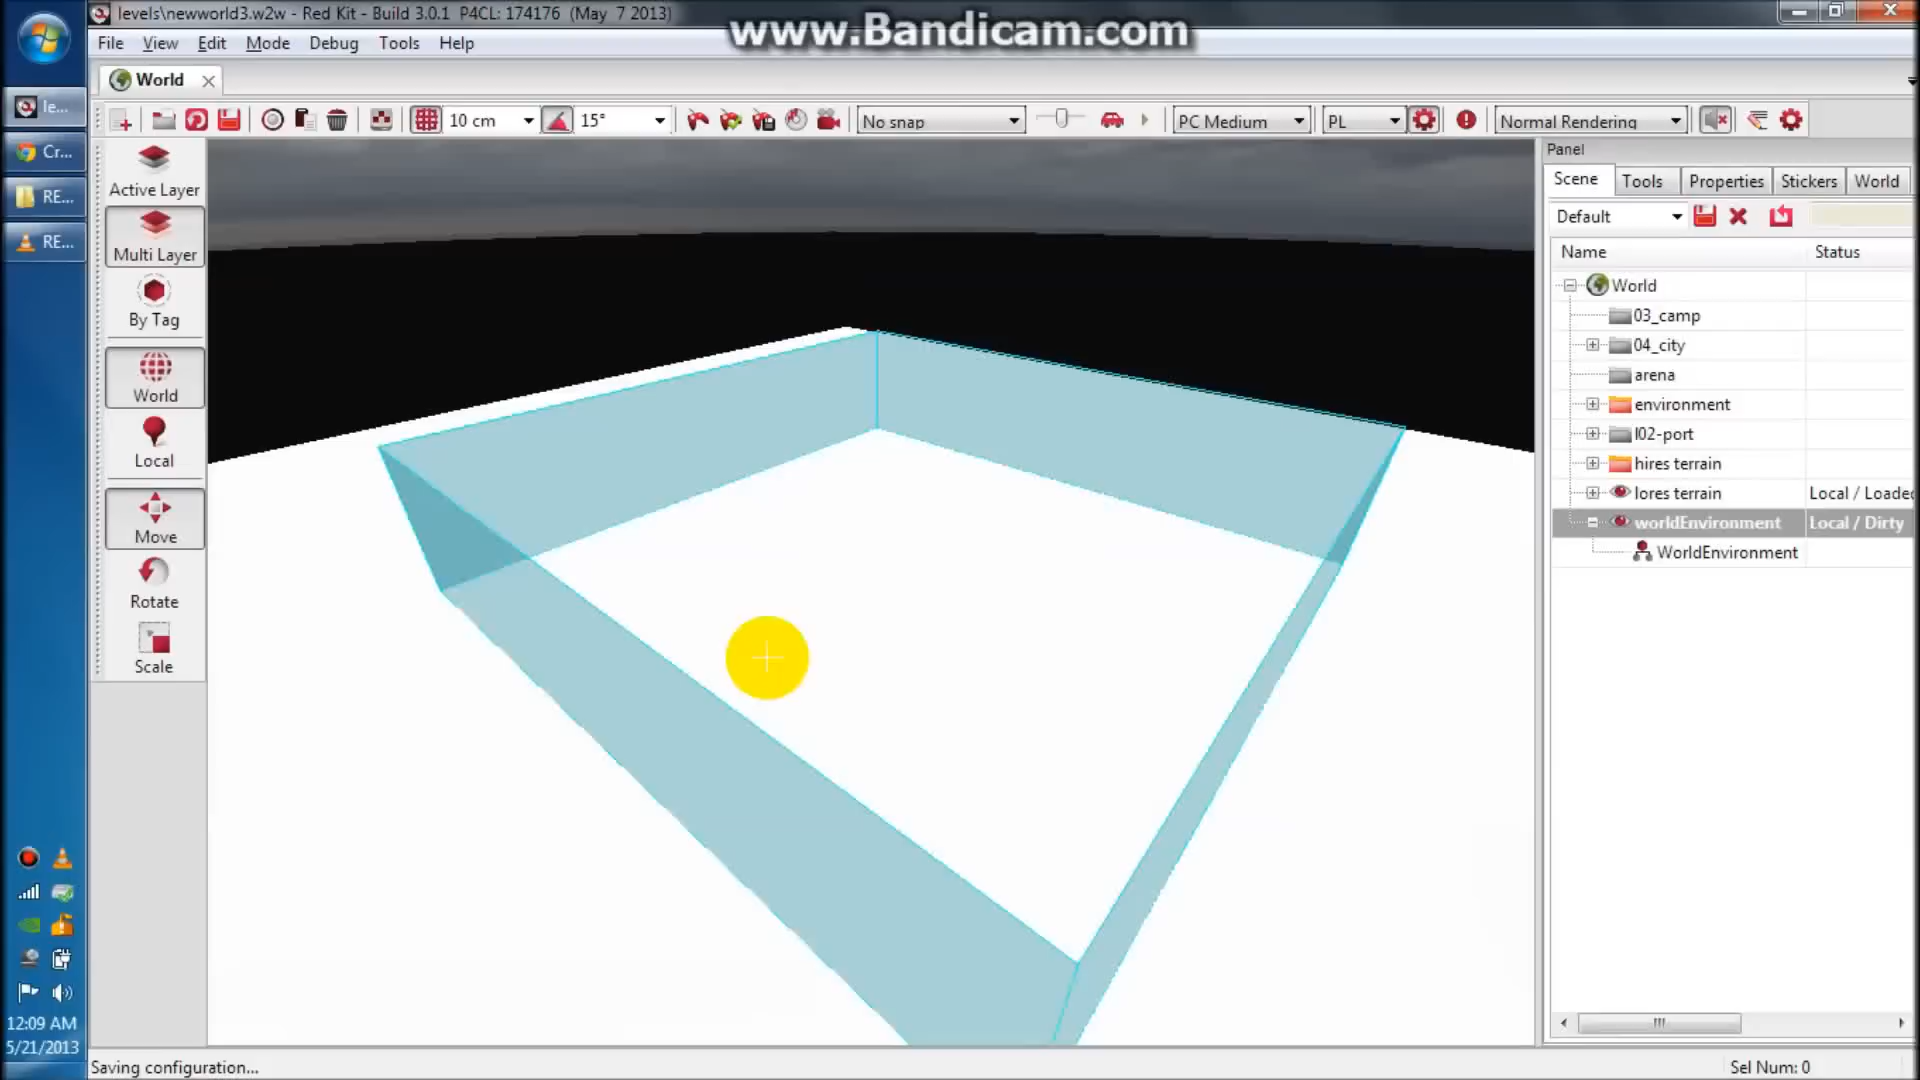 levels\newworld3.w2w - Red Kit - Build 3.0.1 P4CL: 174176 (May 7 2013)
www.Bandicam.com
File View Edit Mode Debug Tools Help
World
10 cm 15° No snap PC Medium PL Normal Rendering
le...
Cr...
RE...
RE...
Active Layer
Multi Layer
By Tag
World
Local
Move
Rotate
Scale
Panel
Scene Tools Properties Stickers World
Default
Name Status
World
03_camp
04_city
arena
environment
l02-port
hires terrain
lores terrain Local / Loaded
worldEnvironment Local / Dirty
WorldEnvironment
12:09 AM
5/21/2013
Saving configuration...
Sel Num: 0